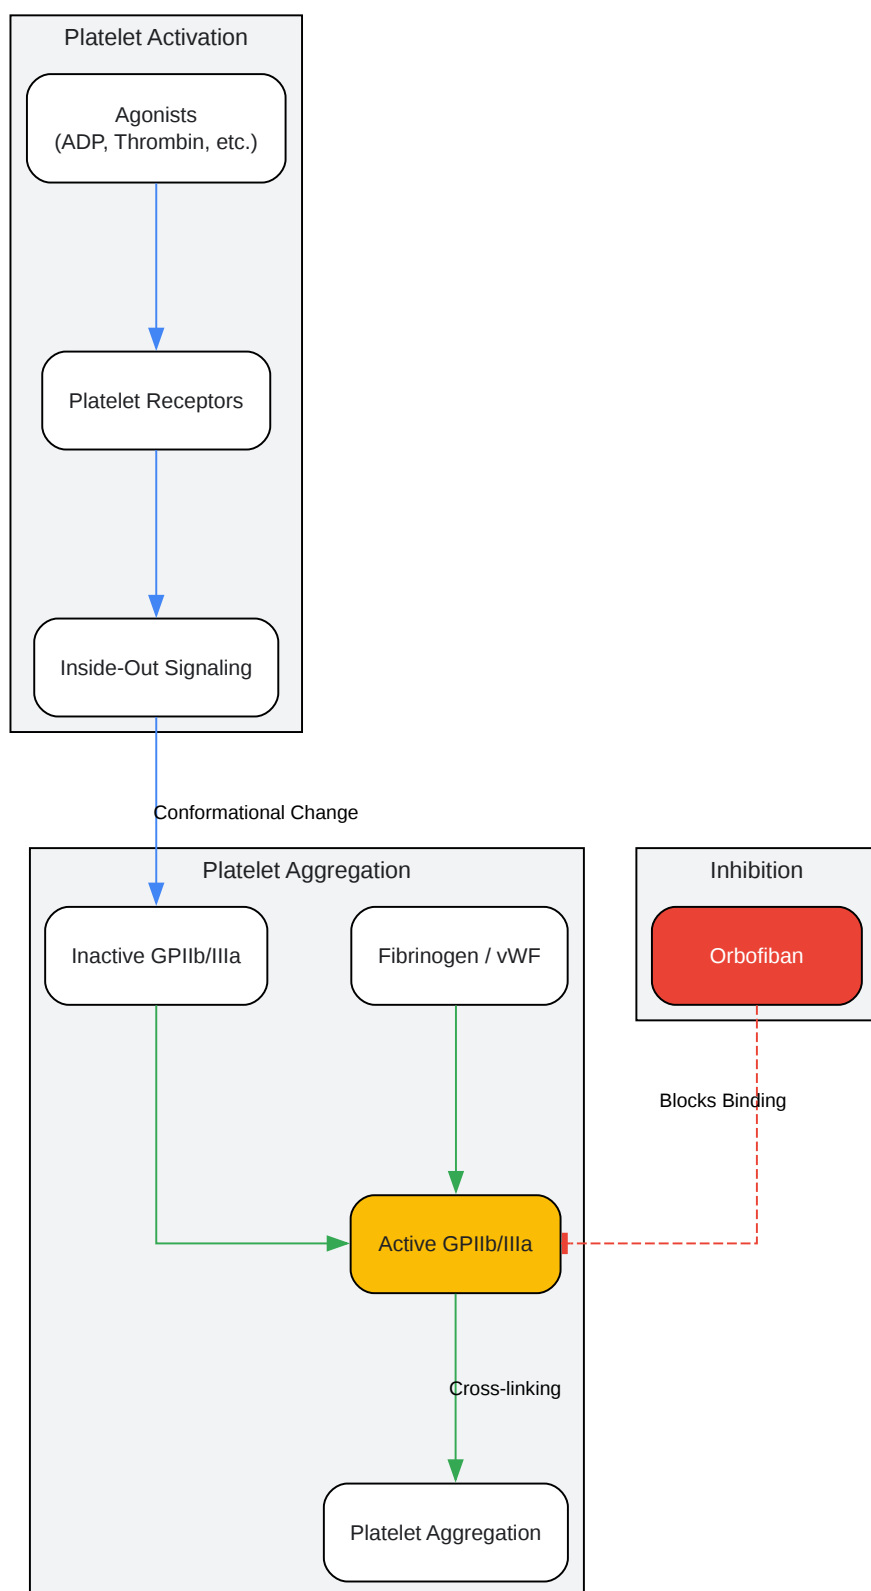 Platelet Activation
Agonists
(ADP, Thrombin, etc.)
Platelet Receptors
Inside-Out Signaling
Conformational Change
Platelet Aggregation
Inhibition
Inactive GPIIb/IIIa
Fibrinogen / vWF
Orbofiban
Blocks Binding
Active GPIIb/IIIa
Cross-linking
Platelet Aggregation